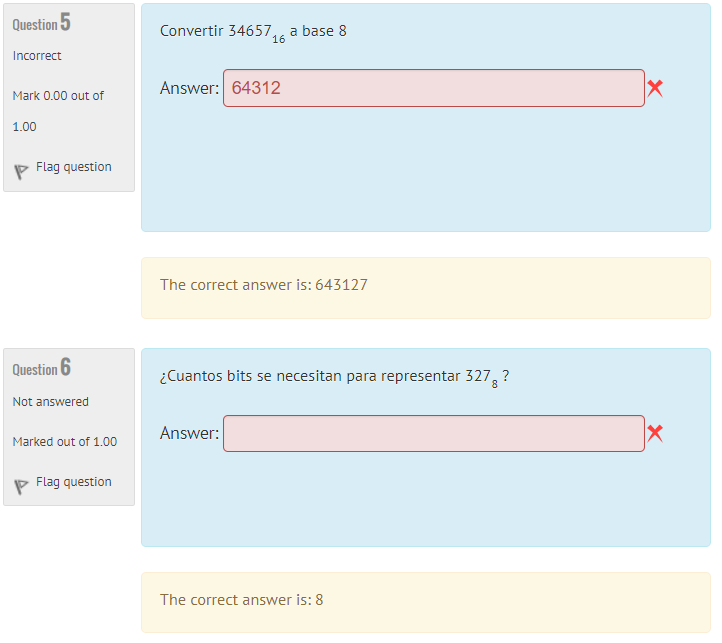 Question 5
Incorrect
Mark 0.00 out of
1.00
Flag question
Convertir 34657₁₆ a base 8
Answer: 64312
The correct answer is: 643127
Question 6
Not answered
Marked out of 1.00
Flag question
¿Cuantos bits se necesitan para representar 327₈ ?
Answer:
The correct answer is: 8